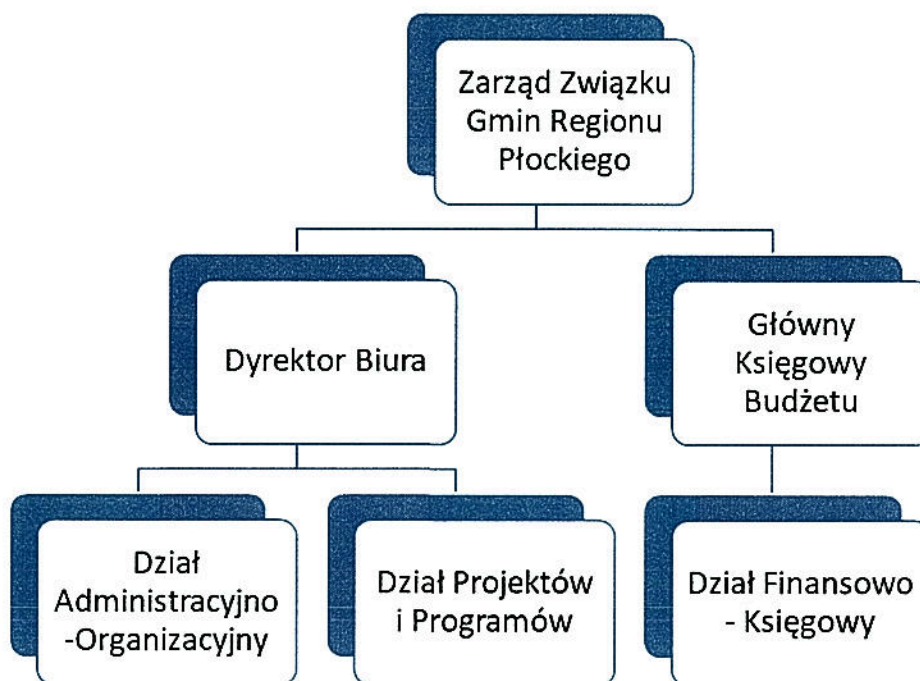 Zarząd Związku
Gmin Regionu
Płockiego
Dyrektor Biura
Główny
Księgowy
Budżetu
Dział
Administracyjno
-Organizacyjny
Dział Projektów
i Programów
Dział Finansowo
- Księgowy